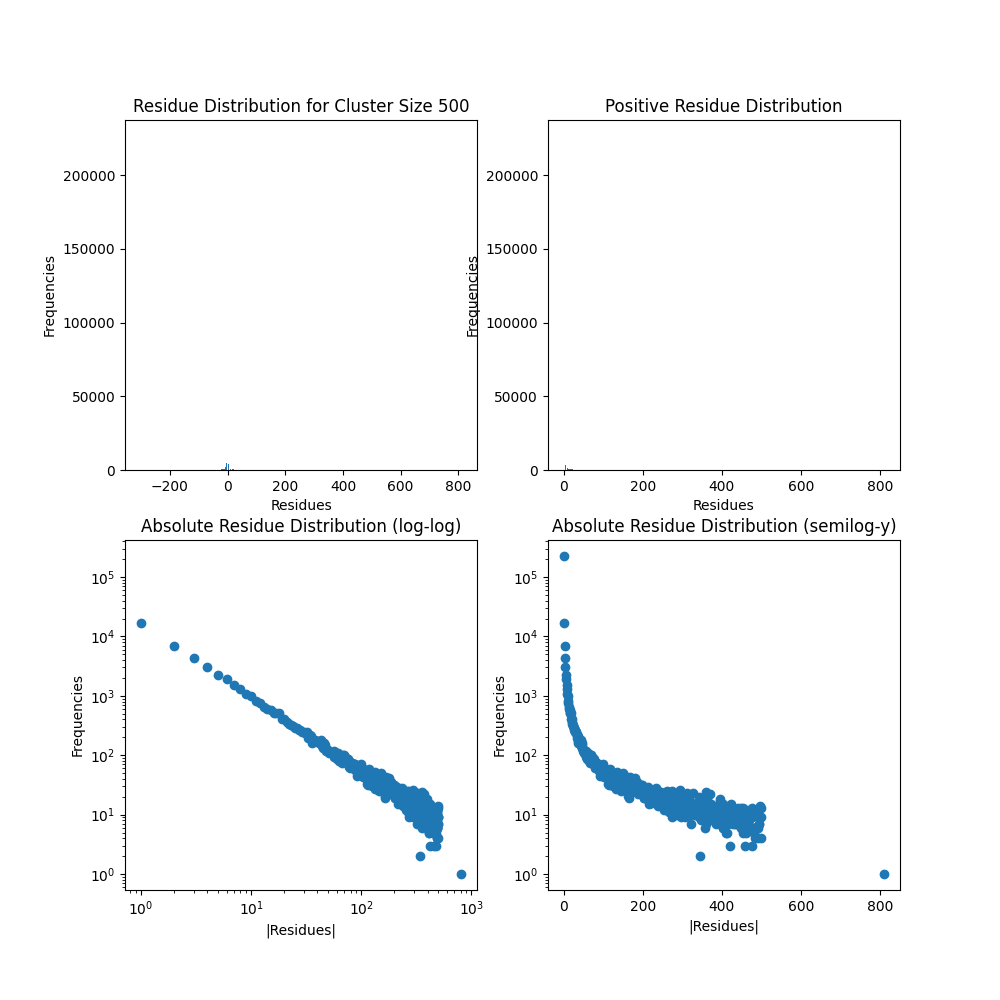 Residue Distribution for Cluster Size 500
Frequencies
200000
150000
100000
50000
0
−200 0 200 400 600 800
Residues
Positive Residue Distribution
Frequencies
200000
150000
100000
50000
0
0 200 400 600 800
Residues
Absolute Residue Distribution (log-log)
Frequencies
10^5
10^4
10^3
10^2
10^1
10^0
10^0 10^1 10^2 10^3
|Residues|
Absolute Residue Distribution (semilog-y)
Frequencies
10^5
10^4
10^3
10^2
10^1
10^0
0 200 400 600 800
|Residues|